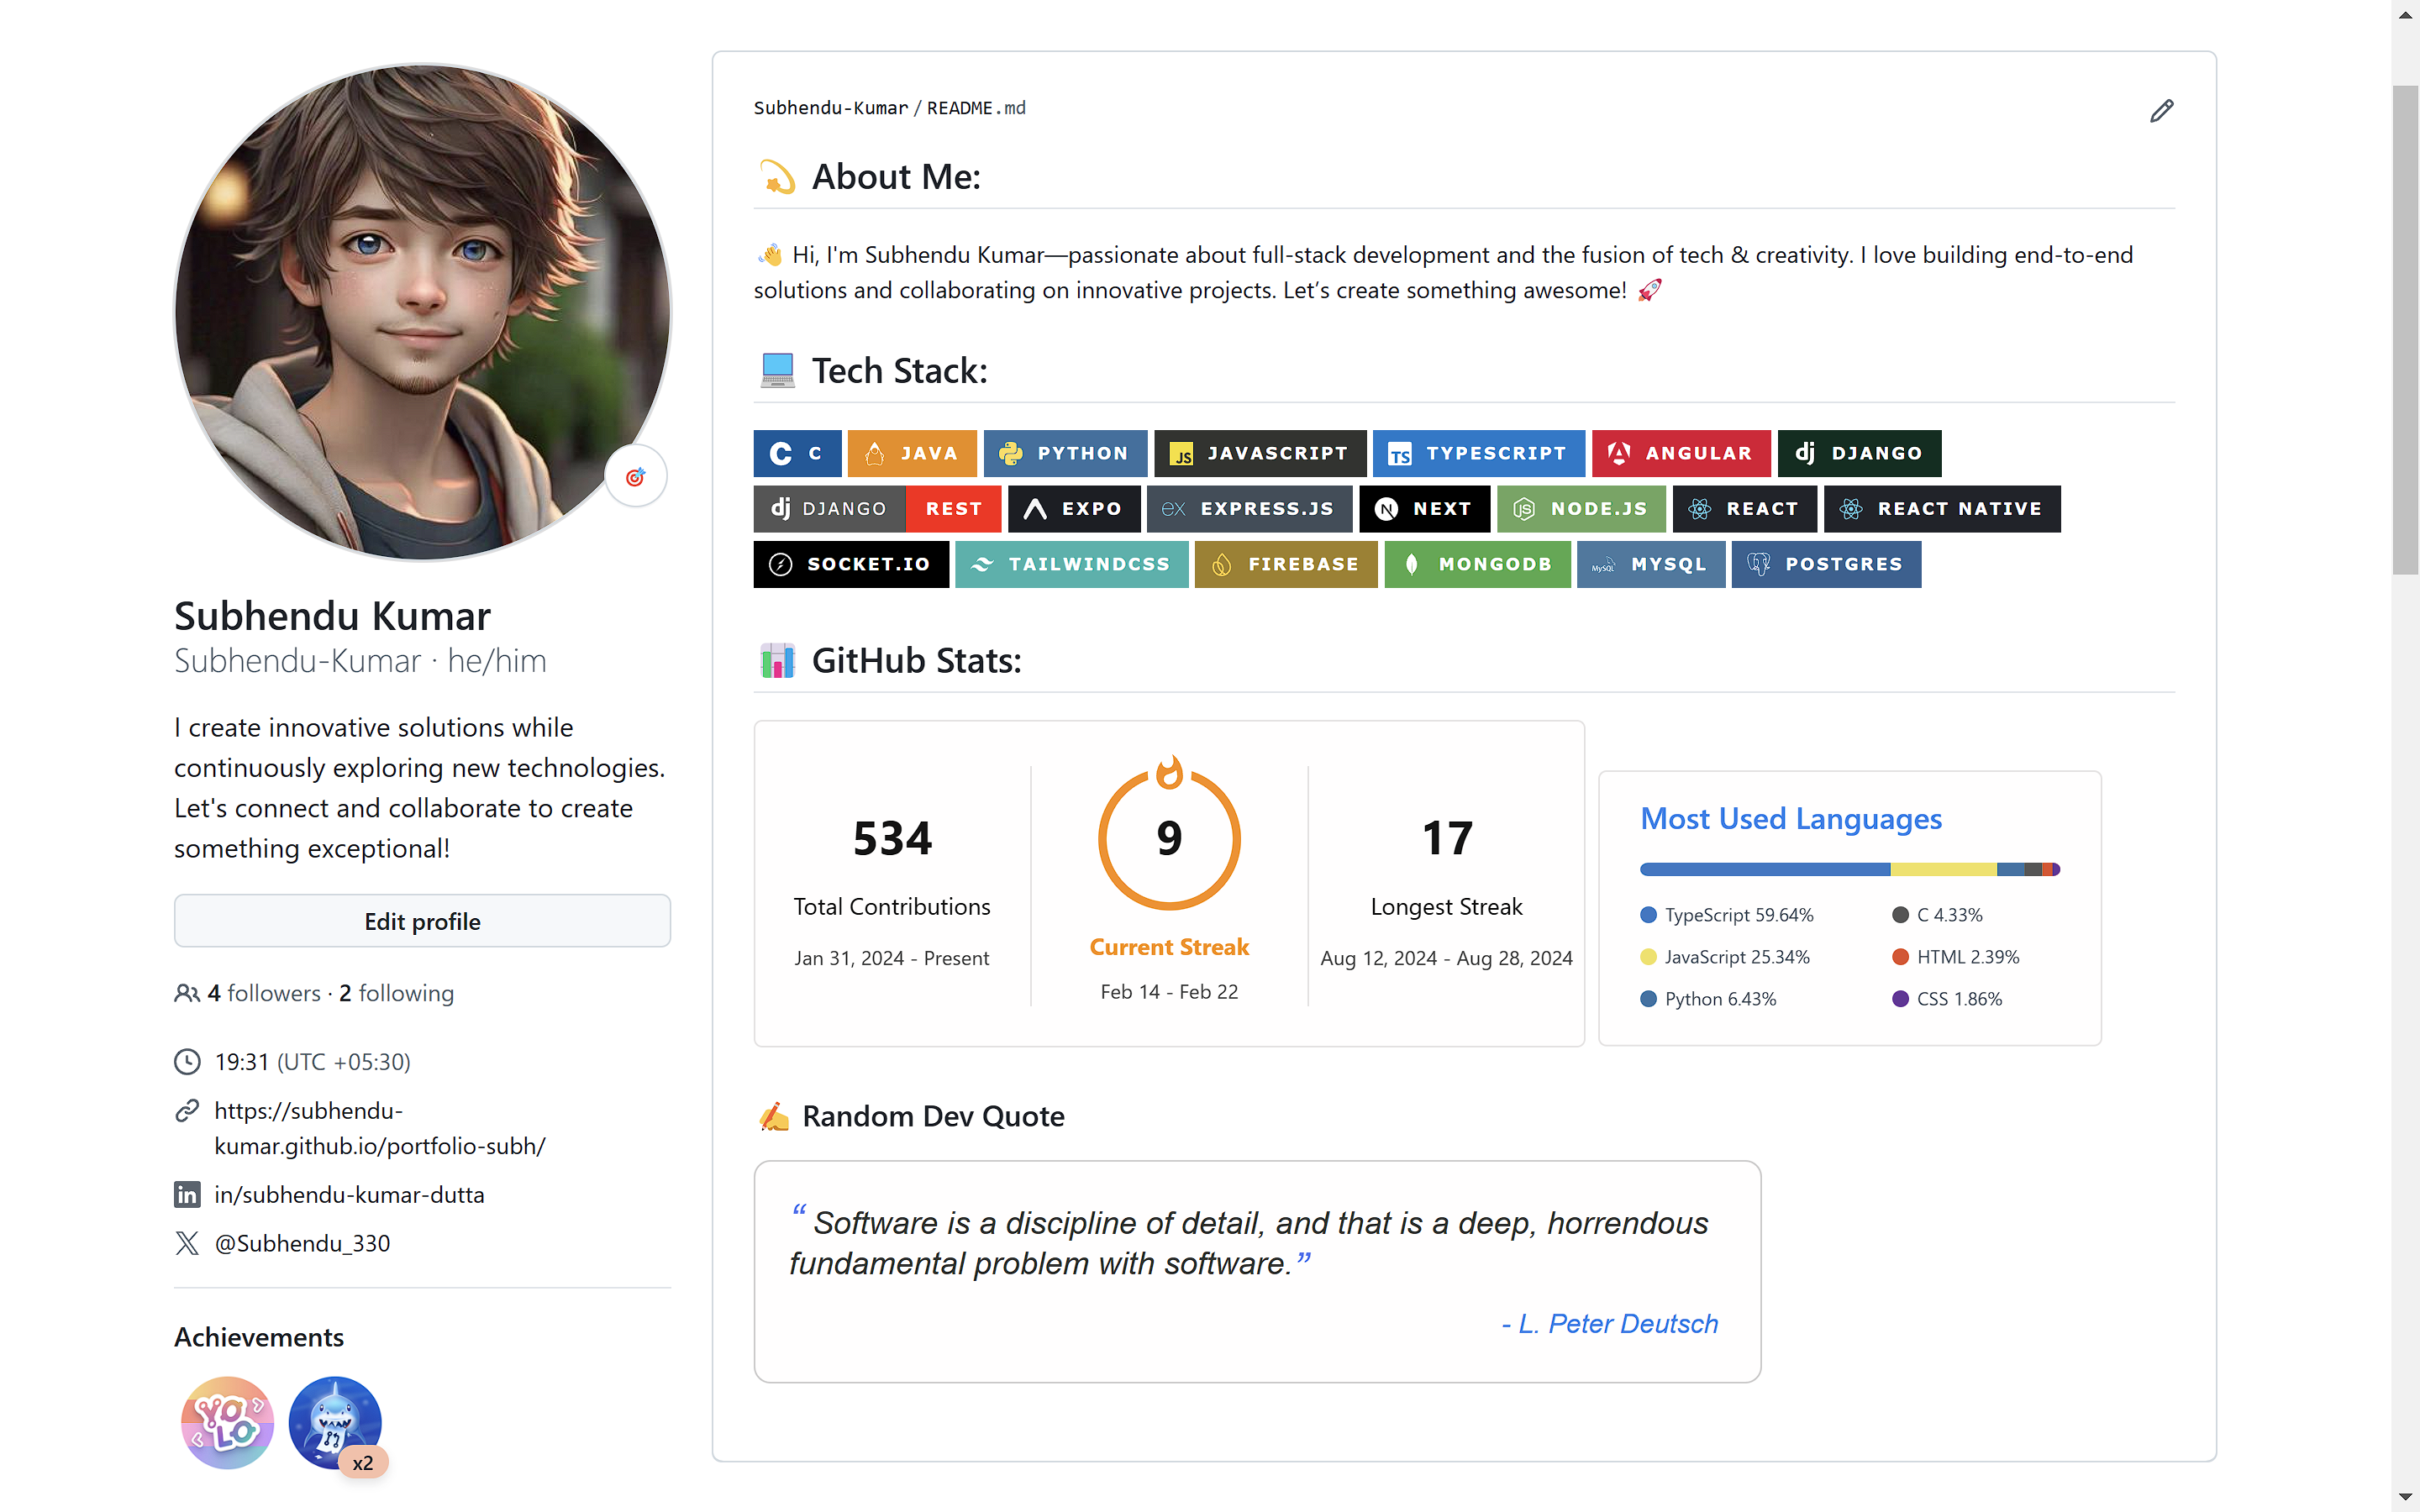 Subhendu Kumar
Subhendu-Kumar · he/him
I create innovative solutions while
continuously exploring new technologies.
Let's connect and collaborate to create
something exceptional!
Edit profile
4 followers · 2 following
19:31 (UTC +05:30)
https://subhendu-
kumar.github.io/portfolio-subh/
in/subhendu-kumar-dutta
@Subhendu_330
Achievements
YOLO
x2
Subhendu-Kumar / README.md
About Me:
Hi, I'm Subhendu Kumar—passionate about full-stack development and the fusion of tech & creativity. I love building end-to-end
solutions and collaborating on innovative projects. Let’s create something awesome!
Tech Stack:
C C JAVA PYTHON JS JAVASCRIPT TS TYPESCRIPT A ANGULAR dj DJANGO
dj DJANGO REST EXPO ex EXPRESS.JS N NEXT JS NODE.JS REACT REACT NATIVE
SOCKET.IO TAILWINDCSS FIREBASE MONGODB MySQL MYSQL POSTGRES
GitHub Stats:
534
Total Contributions
Jan 31, 2024 - Present
9
Current Streak
Feb 14 - Feb 22
17
Longest Streak
Aug 12, 2024 - Aug 28, 2024
Most Used Languages
TypeScript 59.64%
JavaScript 25.34%
Python 6.43%
C 4.33%
HTML 2.39%
CSS 1.86%
Random Dev Quote
“ Software is a discipline of detail, and that is a deep, horrendous
fundamental problem with software.”
- L. Peter Deutsch